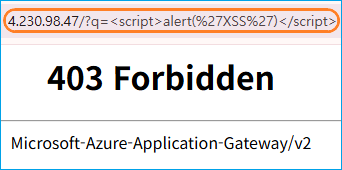 4.230.98.47/?q=<script>alert(%27XSS%27)</script>
403 Forbidden
Microsoft-Azure-Application-Gateway/v2